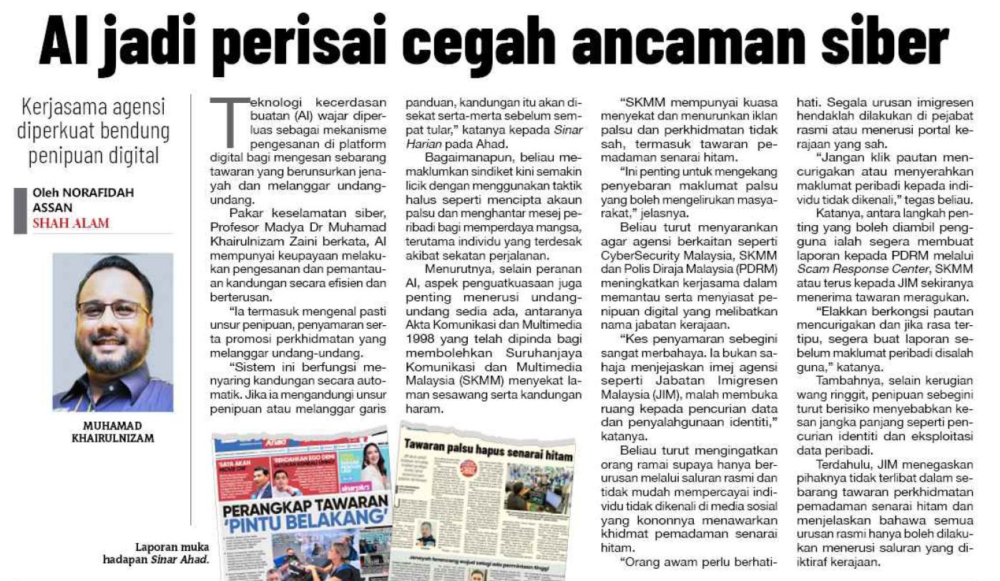 AI jadi perisai cegah ancaman siber
Kerjasama agensi
diperkuat bendung
penipuan digital
Oleh NORAFIDAH
ASSAN
SHAH ALAM
MUHAMAD
KHAIRULNIZAM
Teknologi kecerdasan
buatan (AI) wajar diper-
luas sebagai mekanisme
pengesanan di platform
digital bagi mengesan sebarang
tawaran yang berunsurkan jena-
yah dan melanggar undang-
undang.
Pakar keselamatan siber,
Profesor Madya Dr Muhamad
Khairulnizam Zaini berkata, AI
mempunyai keupayaan melaku-
kan pengesanan dan pemantau-
an kandungan secara efisien dan
berterusan.
“Ia termasuk mengenal pasti
unsur penipuan, penyamaran ser-
ta promosi perkhidmatan yang
melanggar undang-undang.
“Sistem ini berfungsi me-
nyaring kandungan secara auto-
matik. Jika ia mengandungi unsur
penipuan atau melanggar garis
panduan, kandungan itu akan di-
sekat serta-merta sebelum sem-
pat tular,” katanya kepada Sinar
Harian pada Ahad.
Bagaimanapun, beliau me-
maklumkan sindiket kini semakin
licik dengan menggunakan taktik
halus seperti mencipta akaun
palsu dan menghantar mesej pe-
ribadi bagi memperdaya mangsa,
terutama individu yang terdesak
akibat sekatan perjalanan.
Menurutnya, selain peranan
AI, aspek penguatkuasaan juga
penting menerusi undang-
undang sedia ada, antaranya
Akta Komunikasi dan Multimedia
1998 yang telah dipinda bagi
membolehkan Suruhanjaya
Komunikasi dan Multimedia
Malaysia (SKMM) menyekat la-
man sesawang serta kandungan
haram.
“SKMM mempunyai kuasa
menyekat dan menurunkan iklan
palsu dan perkhidmatan tidak
sah, termasuk tawaran pe-
madaman senarai hitam.
“Ini penting untuk mengekang
penyebaran maklumat palsu
yang boleh mengelirukan masya-
rakat,” jelasnya.
Beliau turut menyarankan
agar agensi berkaitan seperti
CyberSecurity Malaysia, SKMM
dan Polis Diraja Malaysia (PDRM)
meningkatkan kerjasama dalam
memantau serta menyiasat pe-
nipuan digital yang melibatkan
nama jabatan kerajaan.
“Kes penyamaran sebegini
sangat merbahaya. Ia bukan sa-
haja menjejaskan imej agensi
seperti Jabatan Imigresen
Malaysia (JIM), malah membuka
ruang kepada pencurian data
dan penyalahgunaan identiti,”
katanya.
Beliau turut mengingatkan
orang ramai supaya hanya ber-
urusan melalui saluran rasmi dan
tidak mudah mempercayai indi-
vidu tidak dikenali di media sosial
yang kononnya menawarkan
khidmat pemadaman senarai
hitam.
“Orang awam perlu berhati-
hati. Segala urusan imigresen
hendaklah dilakukan di pejabat
rasmi atau menerusi portal ke-
rajaan yang sah.
“Jangan klik pautan men-
curigakan atau menyerahkan
maklumat peribadi kepada indi-
vidu tidak dikenali,” tegas beliau.
Katanya, antara langkah pen-
ting yang boleh diambil peng-
guna ialah segera membuat
laporan kepada PDRM melalui
Scam Response Center, SKMM
atau terus kepada JIM sekiranya
menerima tawaran meragukan.
“Elakkan berkongsi pautan
mencurigakan dan jika rasa ter-
tipu, segera buat laporan se-
belum maklumat peribadi disalah
guna,” katanya.
Tambahnya, selain kerugian
wang ringgit, penipuan sebegini
turut berisiko menyebabkan ke-
san jangka panjang seperti pen-
curian identiti dan eksploitasi
data peribadi.
Terdahulu, JIM menegaskan
pihaknya tidak terlibat dalam se-
barang tawaran perkhidmatan
pemadaman senarai hitam dan
menjelaskan bahawa semua
urusan rasmi hanya boleh dilaku-
kan menerusi saluran yang di-
iktiraf kerajaan.
Laporan muka
hadapan Sinar Ahad.
Ahad
'SAYA AKAN
MOVE ON'
'RENDAHKAN EGO DEMI
sinarplus
PERANGKAP TAWARAN
'PINTU BELAKANG'
Tawaran palsu hapus senarai hitam
Jenayah terancang wujud selagi ada permintaan tinggi